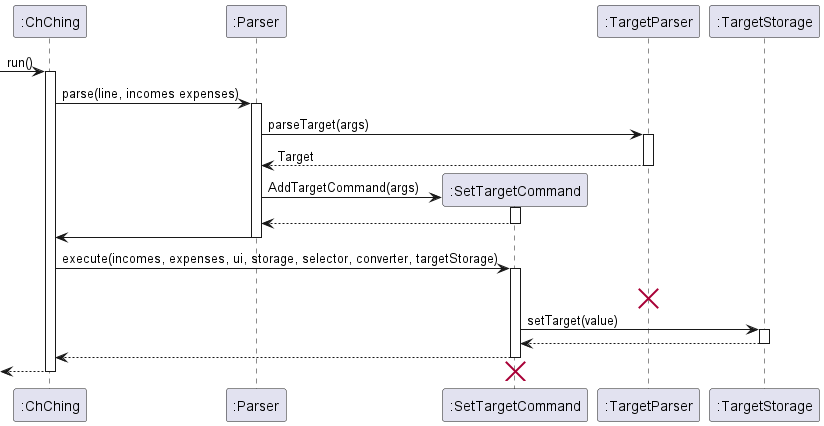 :ChChing
:Parser
:TargetParser
:TargetStorage
run()
parse(line, incomes expenses)
parseTarget(args)
Target
AddTargetCommand(args)
:SetTargetCommand
execute(incomes, expenses, ui, storage, selector, converter, targetStorage)
setTarget(value)
:ChChing
:Parser
:SetTargetCommand
:TargetParser
:TargetStorage